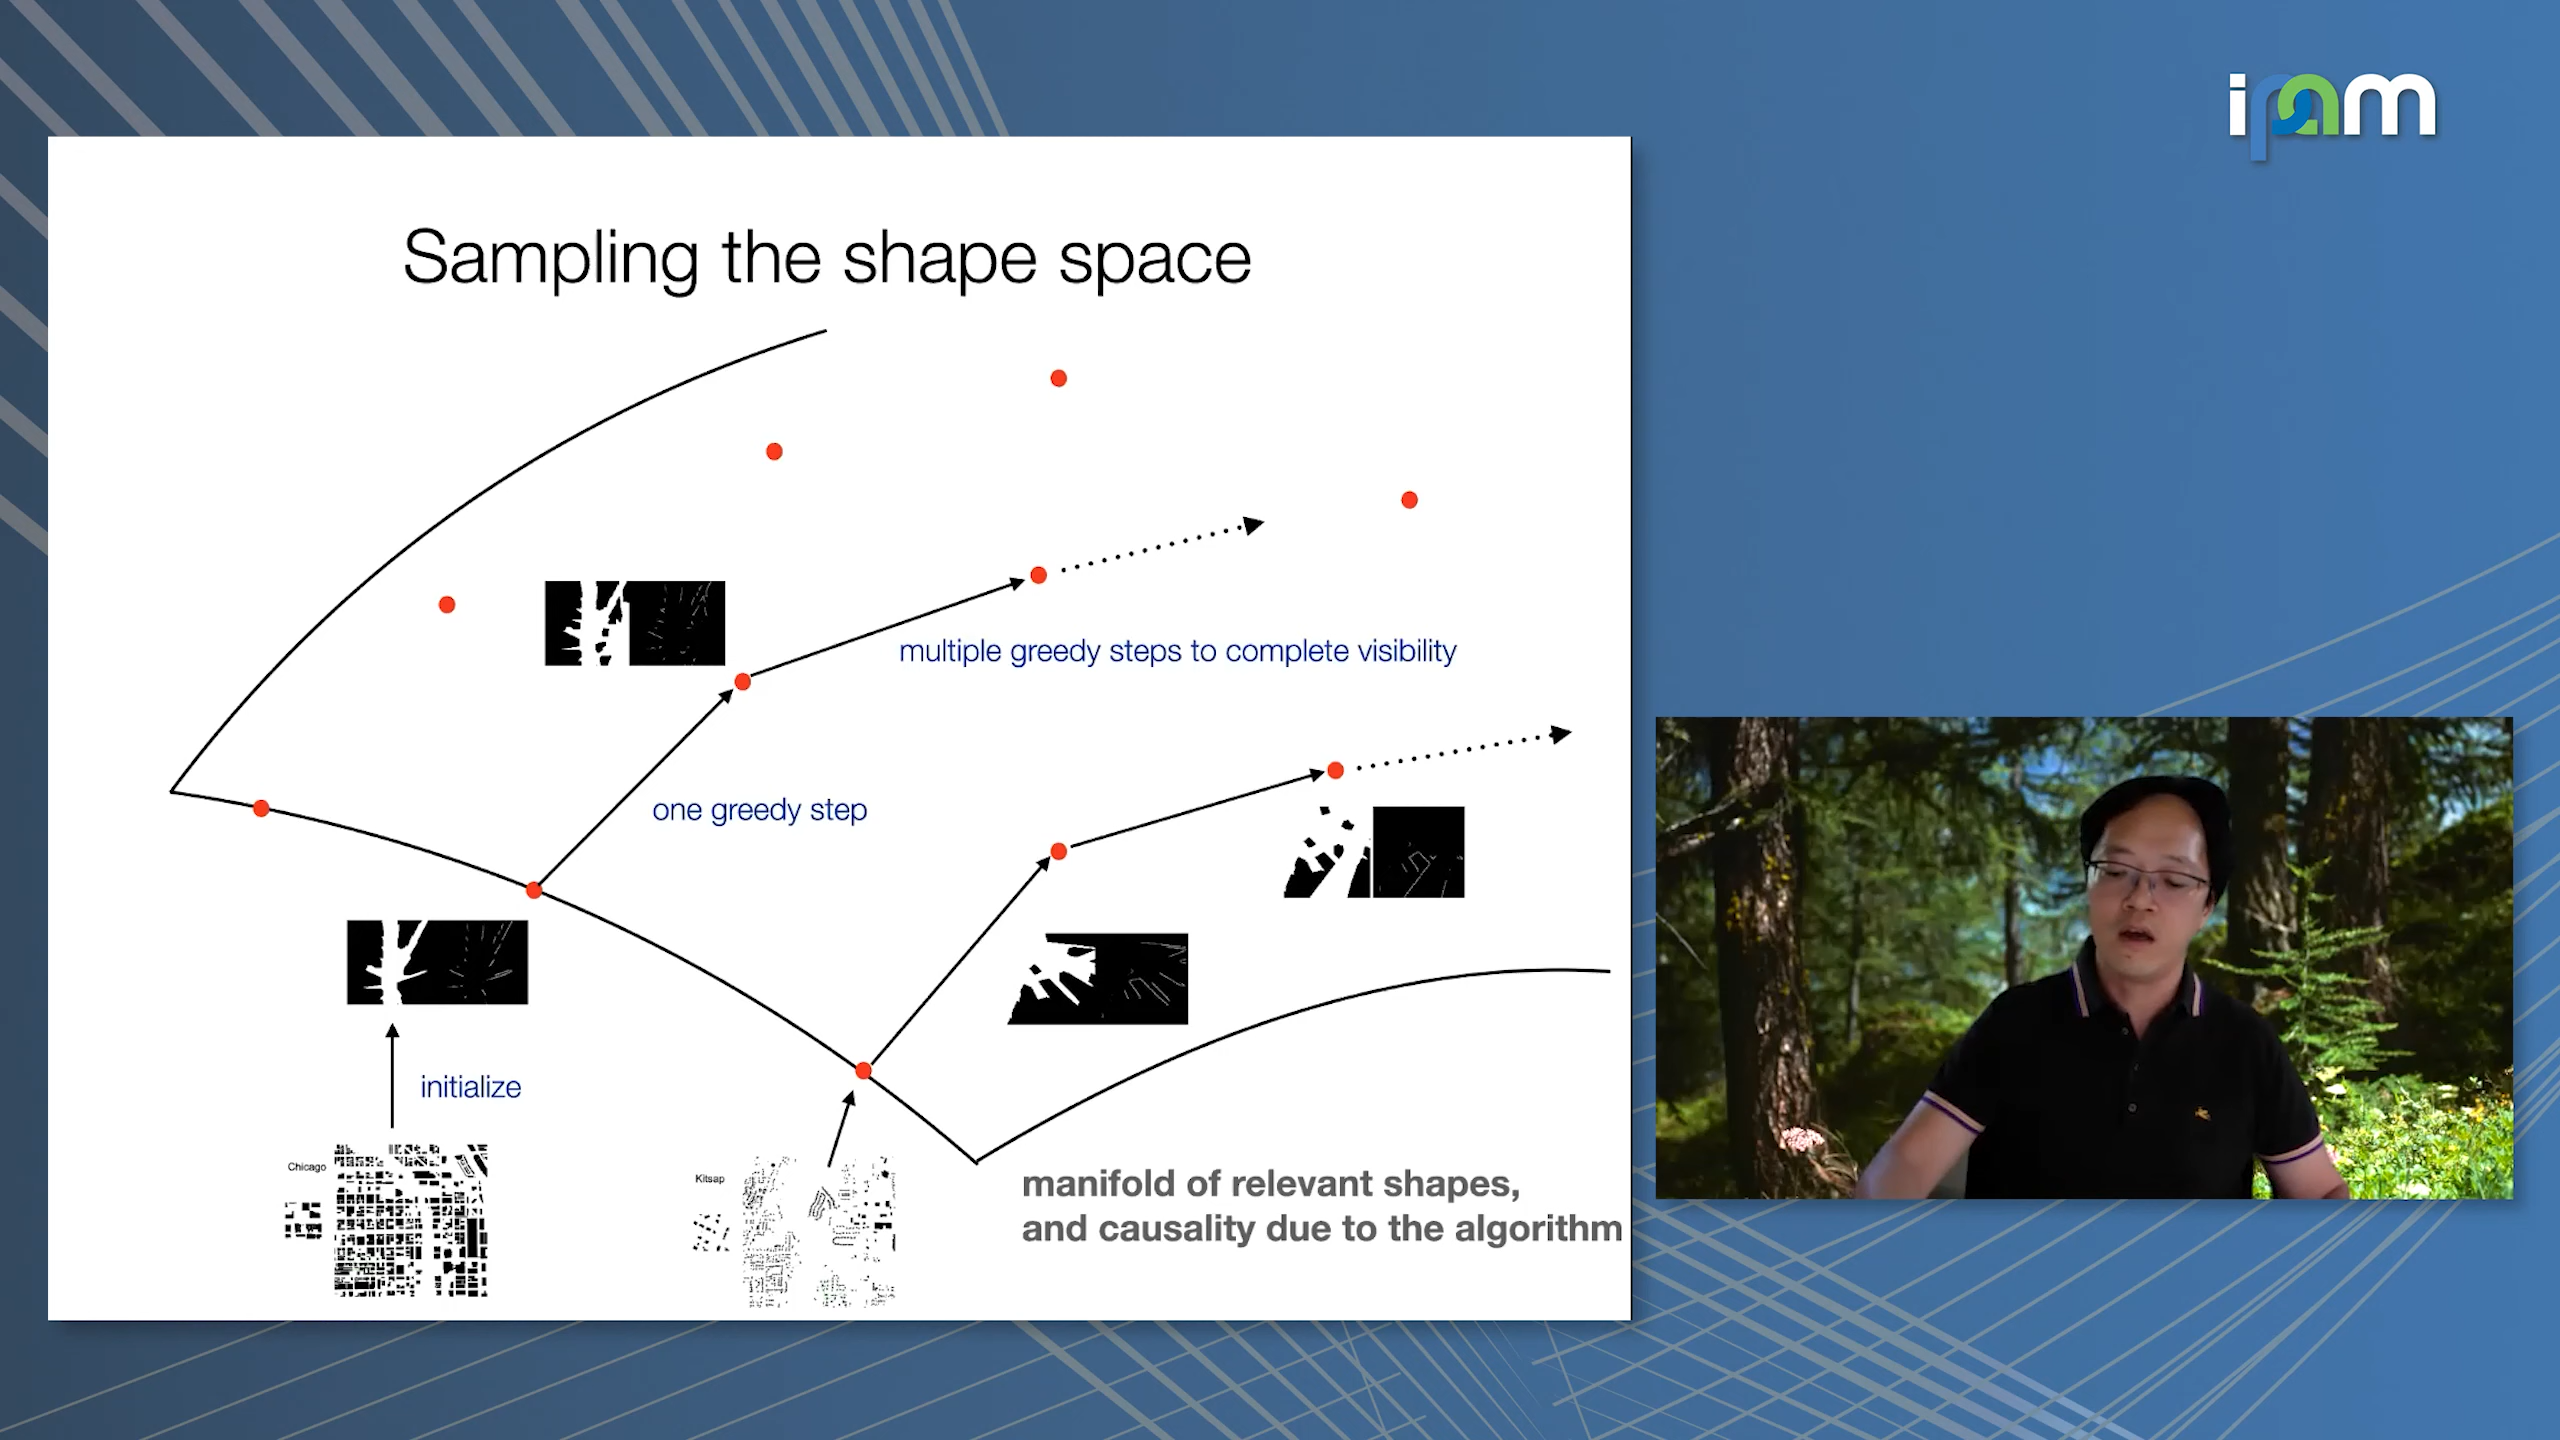 ipam
Sampling the shape space
multiple greedy steps to complete visibility
one greedy step
initialize
Chicago
Kitsap
manifold of relevant shapes,
and causality due to the algorithm